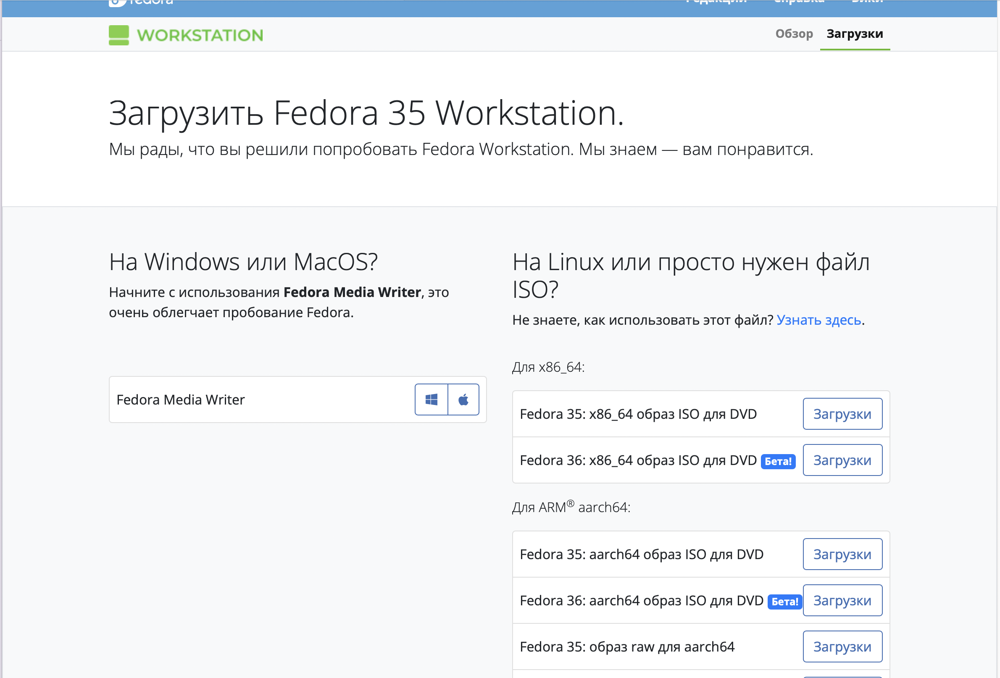 fedora
Редакции Справка Вики
WORKSTATION
Обзор Загрузки
Загрузить Fedora 35 Workstation.
Мы рады, что вы решили попробовать Fedora Workstation. Мы знаем — вам понравится.
На Windows или MacOS?
Начните с использования Fedora Media Writer, это
очень облегчает пробование Fedora.
Fedora Media Writer
На Linux или просто нужен файл
ISO?
Не знаете, как использовать этот файл? Узнать здесь.
Для x86_64:
Fedora 35: x86_64 образ ISO для DVD Загрузки
Fedora 36: x86_64 образ ISO для DVD Бета! Загрузки
Для ARM® aarch64:
Fedora 35: aarch64 образ ISO для DVD Загрузки
Fedora 36: aarch64 образ ISO для DVD Бета! Загрузки
Fedora 35: образ raw для aarch64 Загрузки